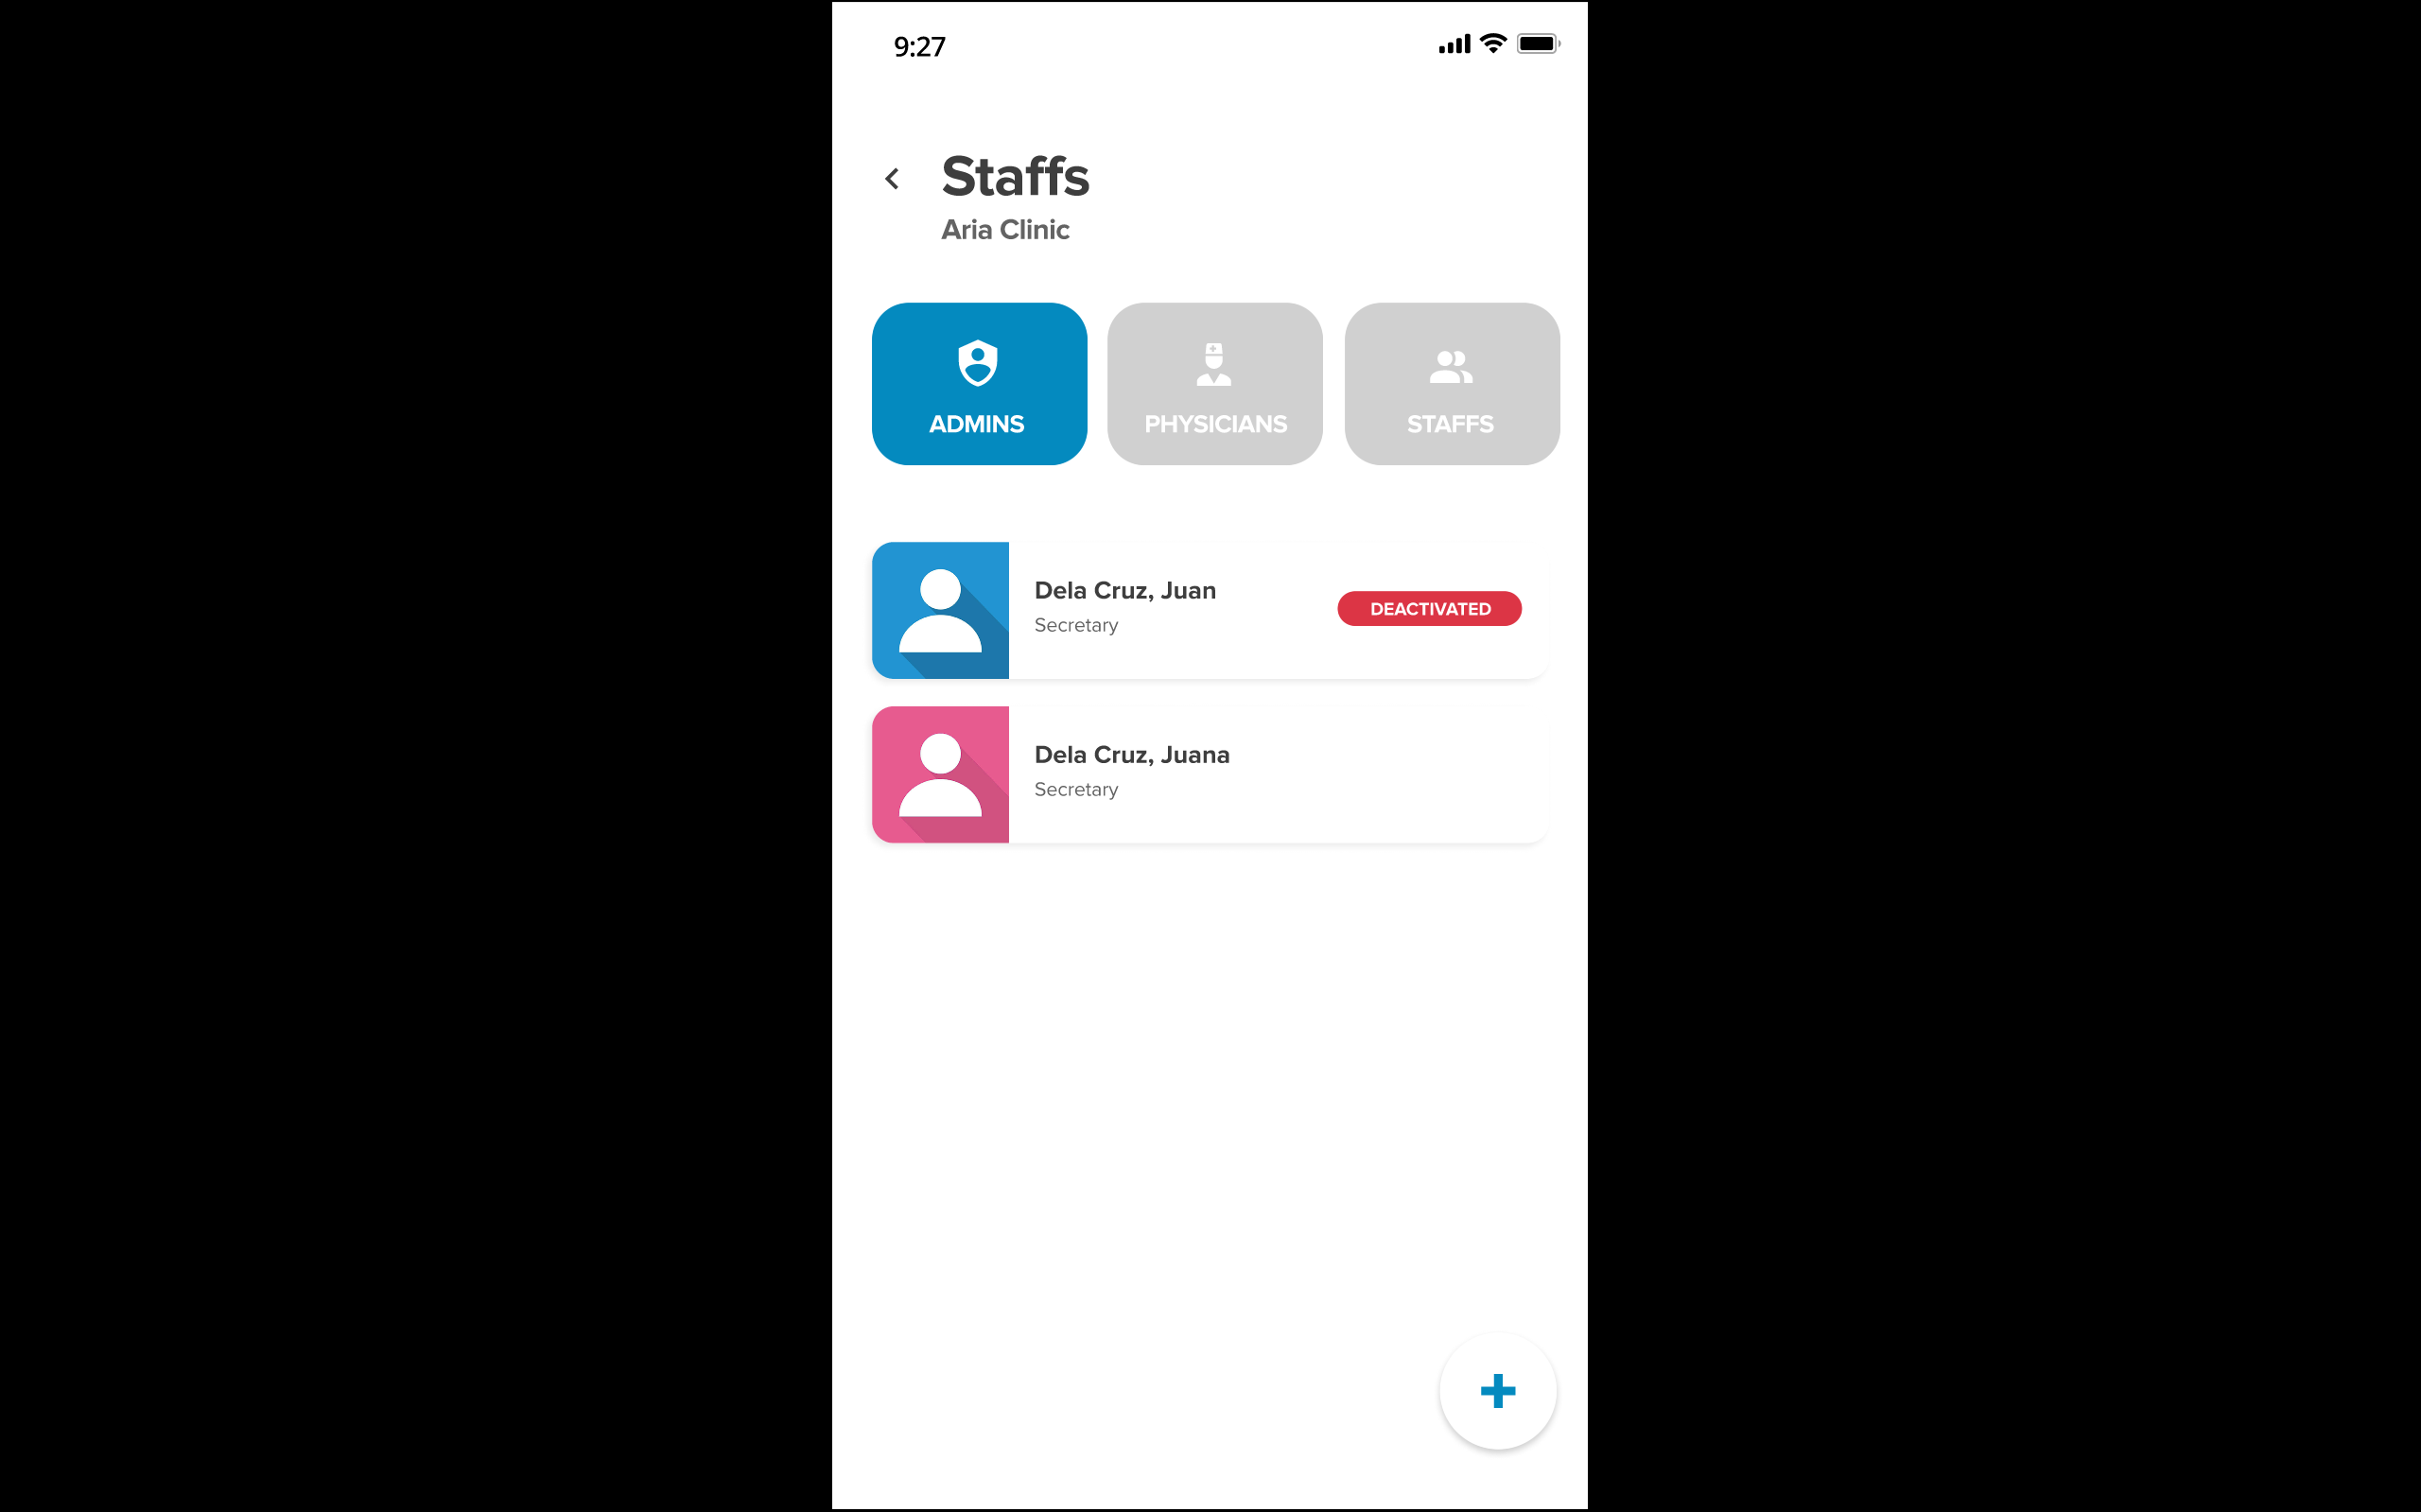 9:27
Staffs
Aria Clinic
ADMINS PHYSICIANS STAFFS
Dela Cruz, Juan
Secretary
DEACTIVATED
Dela Cruz, Juana
Secretary